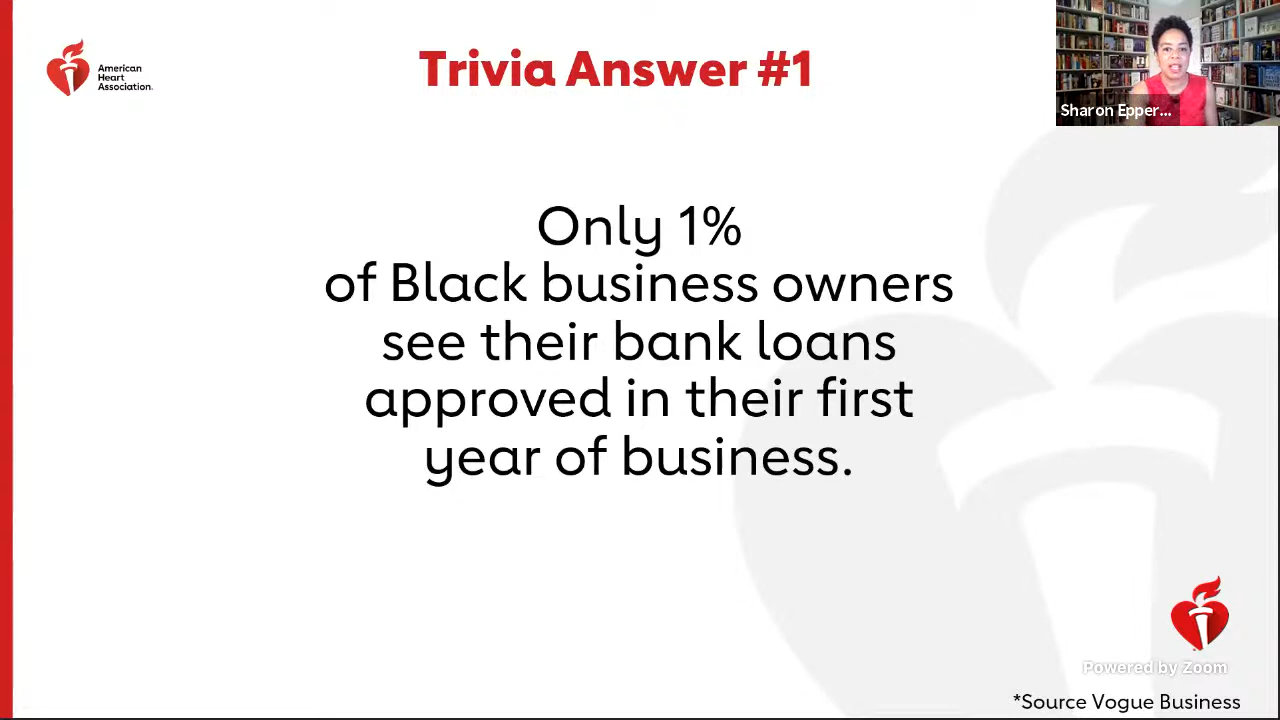 American
Heart
Association.
Trivia Answer #1
Sharon Epper...
Only 1%
of Black business owners
see their bank loans
approved in their first
year of business.
Powered by Zoom
*Source Vogue Business